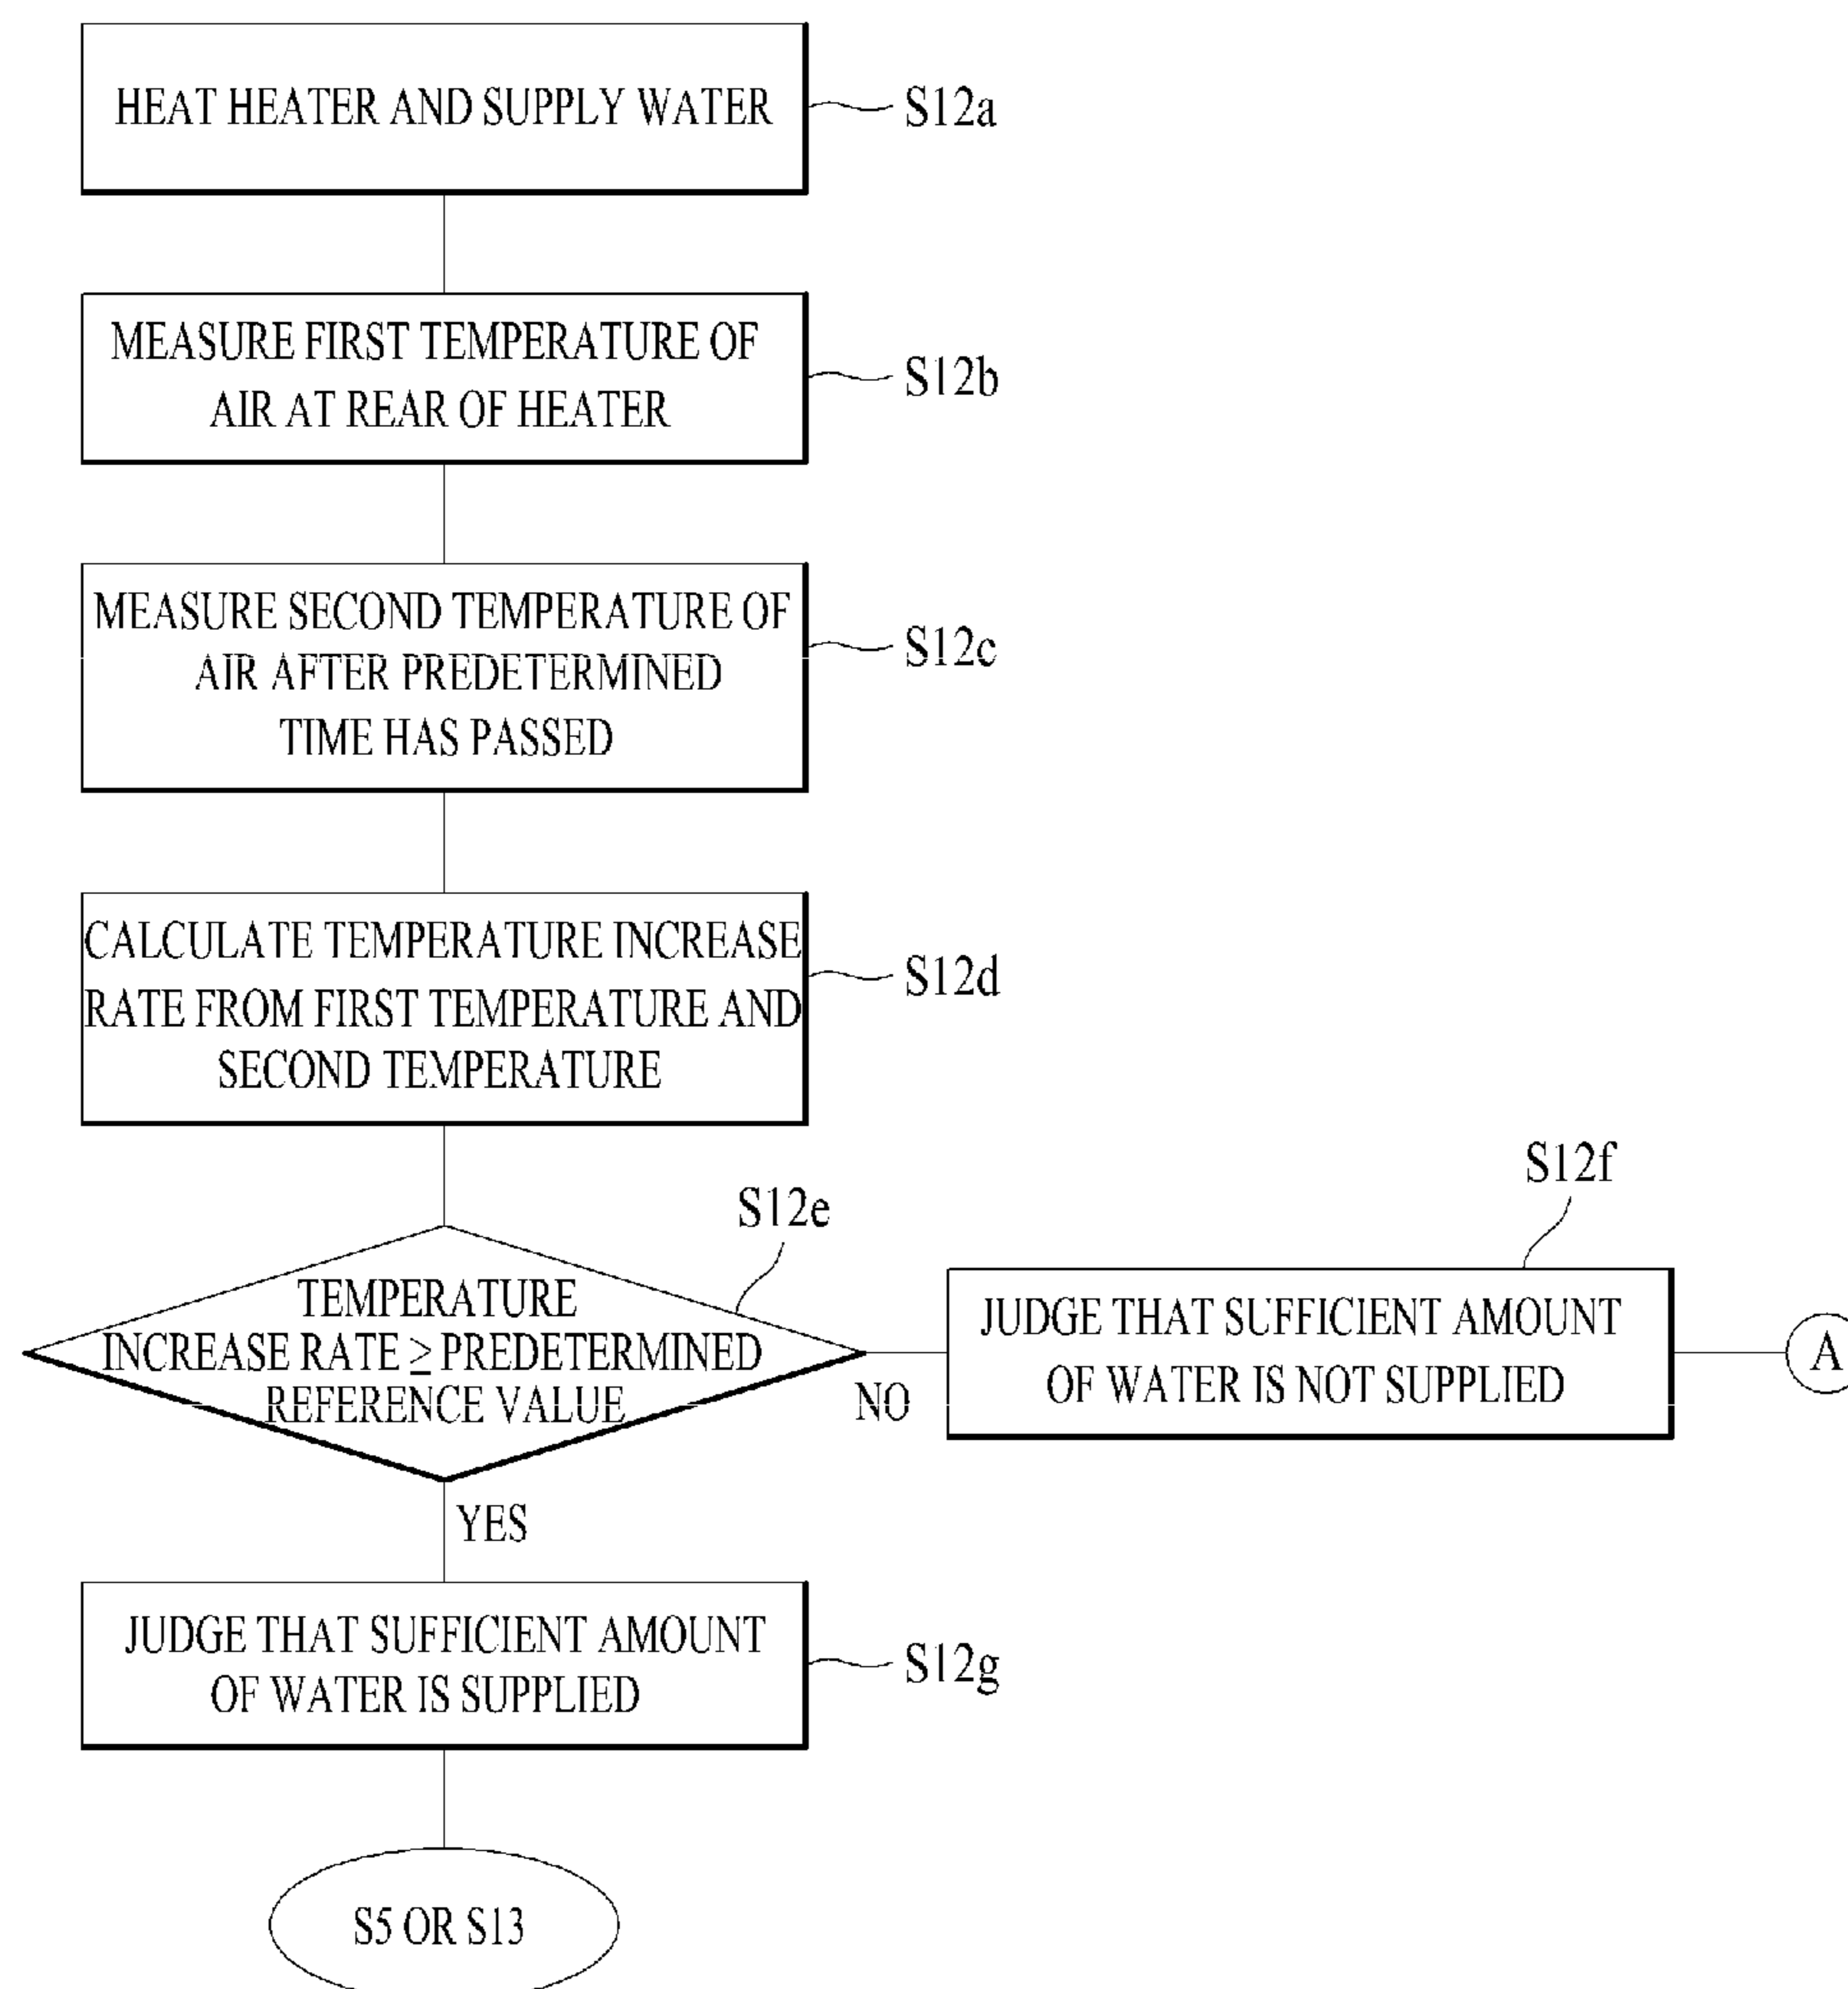 HEAT HEATER AND SUPPLY WATER
S12a
MEASURE FIRST TEMPERATURE OF
AIR AT REAR OF HEATER
S12b
MEASURE SECOND TEMPERATURE OF
AIR AFTER PREDETERMINED
TIME HAS PASSED
S12c
CALCULATE TEMPERATURE INCREASE
RATE FROM FIRST TEMPERATURE AND
SECOND TEMPERATURE
S12d
S12e
TEMPERATURE
INCREASE RATE ≥ PREDETERMINED
REFERENCE VALUE
NO
S12f
JUDGE THAT SUFFICIENT AMOUNT
OF WATER IS NOT SUPPLIED
A
YES
JUDGE THAT SUFFICIENT AMOUNT
OF WATER IS SUPPLIED
S12g
S5 OR S13